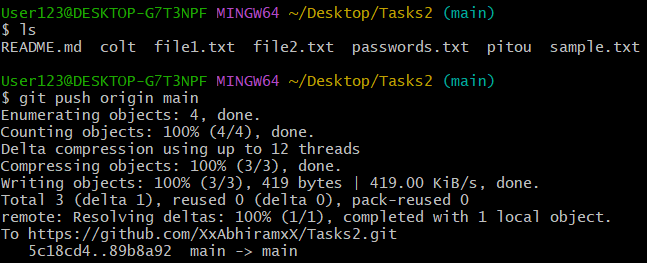 User123@DESKTOP-G7T3NPF MINGW64 ~/Desktop/Tasks2 (main)
$ ls
README.md  colt  file1.txt  file2.txt  passwords.txt  pitou  sample.txt

User123@DESKTOP-G7T3NPF MINGW64 ~/Desktop/Tasks2 (main)
$ git push origin main
Enumerating objects: 4, done.
Counting objects: 100% (4/4), done.
Delta compression using up to 12 threads
Compressing objects: 100% (3/3), done.
Writing objects: 100% (3/3), 419 bytes | 419.00 KiB/s, done.
Total 3 (delta 1), reused 0 (delta 0), pack-reused 0
remote: Resolving deltas: 100% (1/1), completed with 1 local object.
To https://github.com/XxAbhiramxX/Tasks2.git
   5c18cd4..89b8a92  main -> main